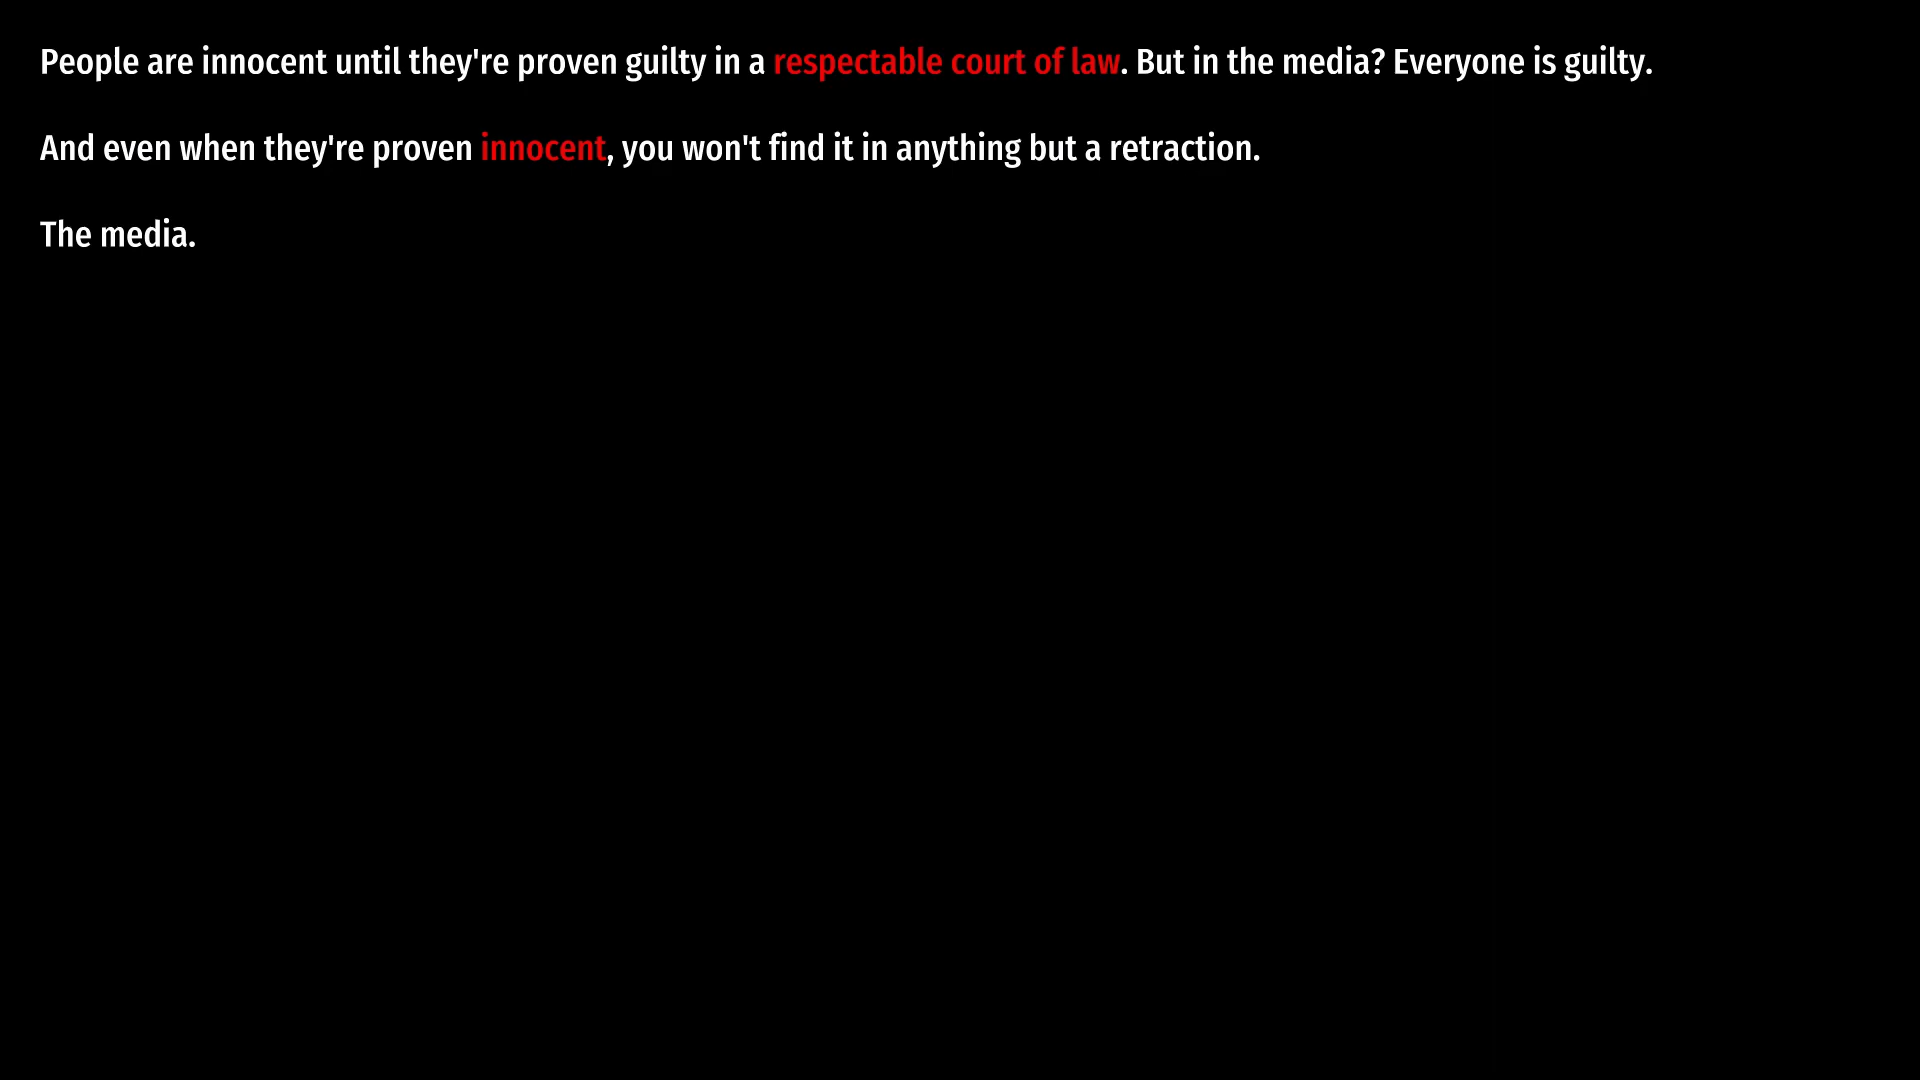 People are innocent until they're proven guilty in a respectable court of law. But in the media? Everyone is guilty.
And even when they're proven innocent, you won't find it in anything but a retraction.
The media.